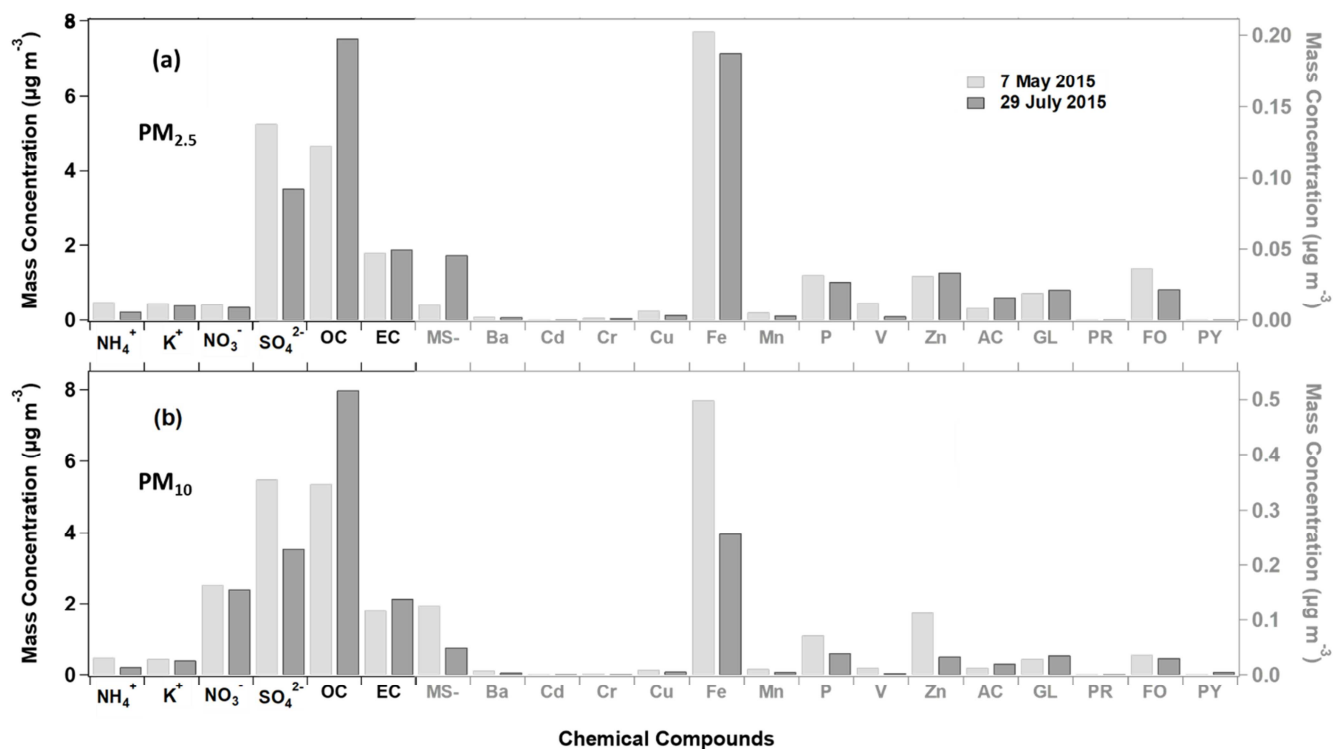 8
6
4
2
0
Mass Concentration (µg m⁻³)
(a)
PM₂.₅
7 May 2015
29 July 2015
0.20
0.15
0.10
0.05
0.00
Mass Concentration (µg m⁻³)
NH₄⁺ K⁺ NO₃⁻ SO₄²⁻ OC EC MS- Ba Cd Cr Cu Fe Mn P V Zn AC GL PR FO PY
8
6
4
2
0
Mass Concentration (µg m⁻³)
(b)
PM₁₀
0.5
0.4
0.3
0.2
0.1
0.0
Mass Concentration (µg m⁻³)
NH₄⁺ K⁺ NO₃⁻ SO₄²⁻ OC EC MS- Ba Cd Cr Cu Fe Mn P V Zn AC GL PR FO PY
Chemical Compounds